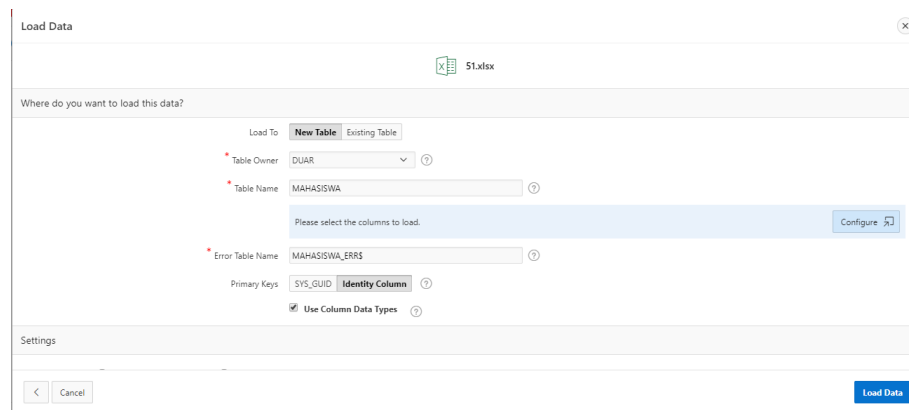 Load Data
51.xlsx
Where do you want to load this data?
Load To New Table Existing Table
* Table Owner DUAR
* Table Name MAHASISWA
Please select the columns to load. Configure
* Error Table Name MAHASISWA_ERR$
Primary Keys SYS_GUID Identity Column
Use Column Data Types
Settings
Cancel Load Data